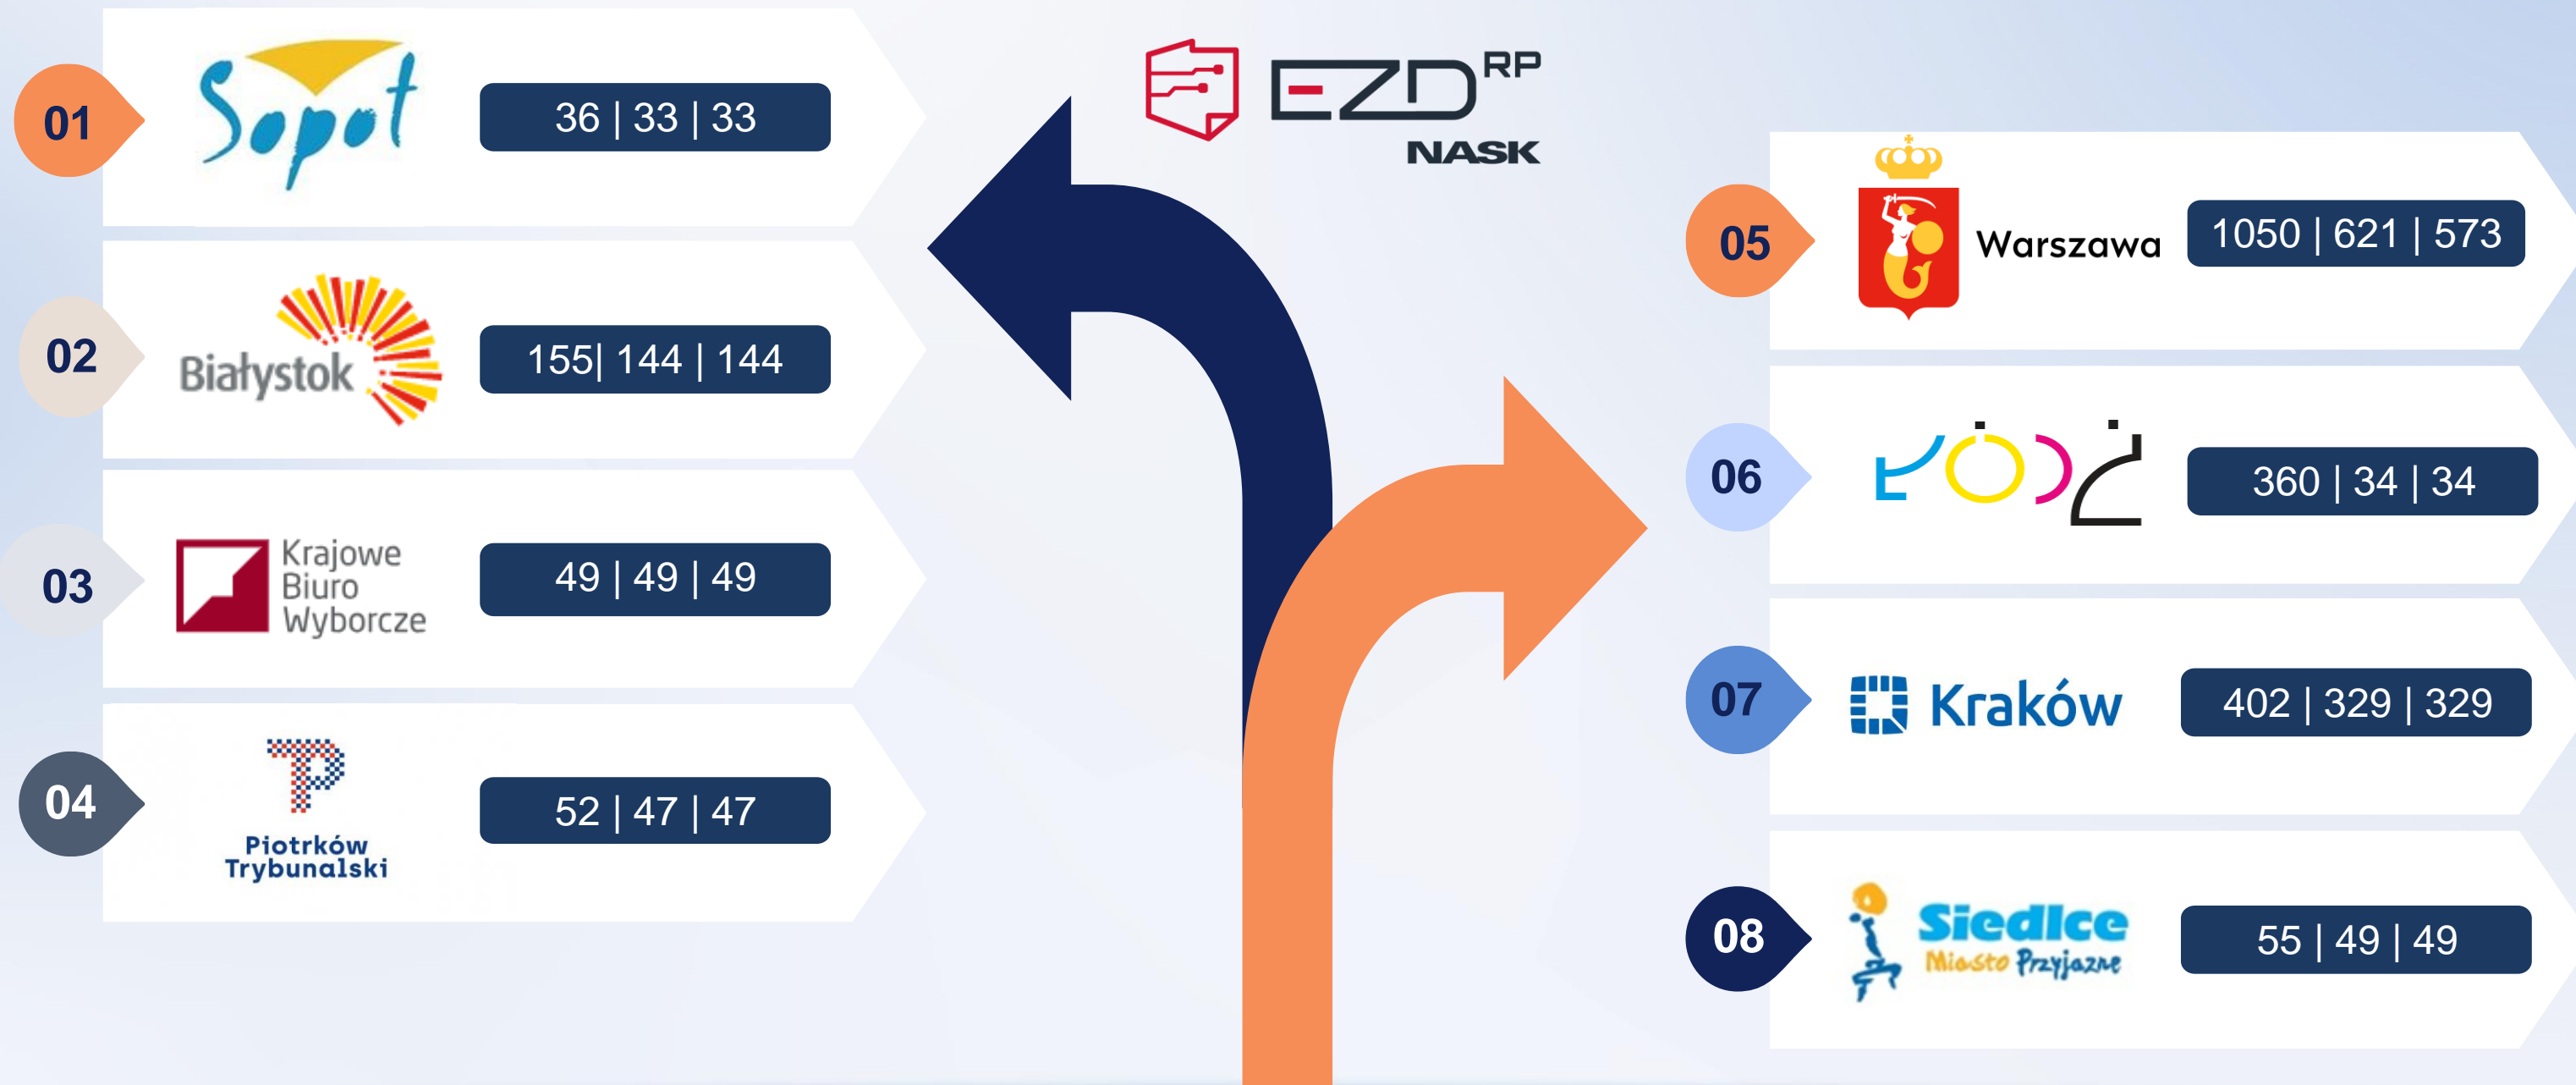 01
Sopot
36 | 33 | 33
02
Białystok
155| 144 | 144
03
Krajowe
Biuro
Wyborcze
49 | 49 | 49
04
Piotrków
Trybunalski
52 | 47 | 47
EZD RP
NASK
05
Warszawa
1050 | 621 | 573
06
ŁÓDŹ
360 | 34 | 34
07
Kraków
402 | 329 | 329
08
Siedlce
Miasto Przyjazne
55 | 49 | 49